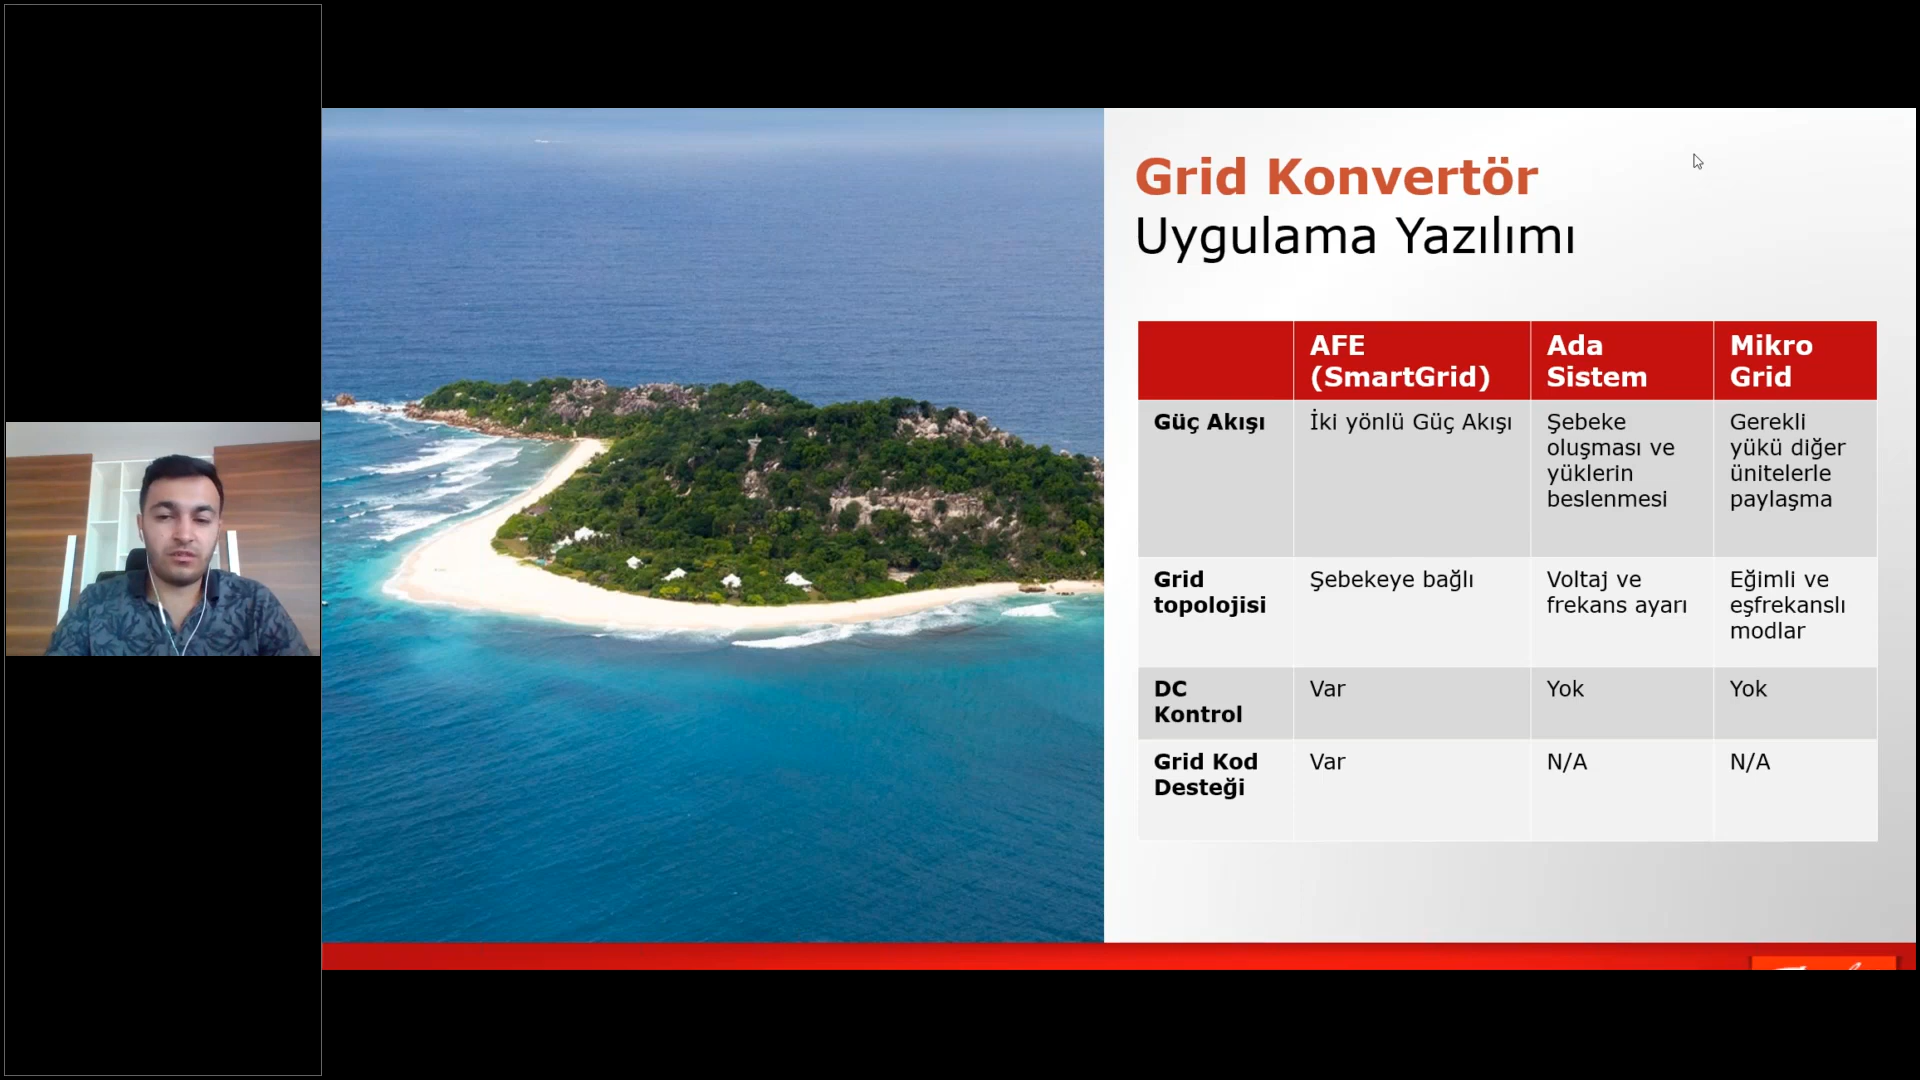 Grid Konvertör
Uygulama Yazılımı
AFE
(SmartGrid)
Ada
Sistem
Mikro
Grid
Güç Akışı
İki yönlü Güç Akışı
Şebeke
oluşması ve
yüklerin
beslenmesi
Gerekli
yükü diğer
ünitelerle
paylaşma
Grid
topolojisi
Şebekeye bağlı
Voltaj ve
frekans ayarı
Eğimli ve
eşfrekanslı
modlar
DC
Kontrol
Var
Yok
Yok
Grid Kod
Desteği
Var
N/A
N/A